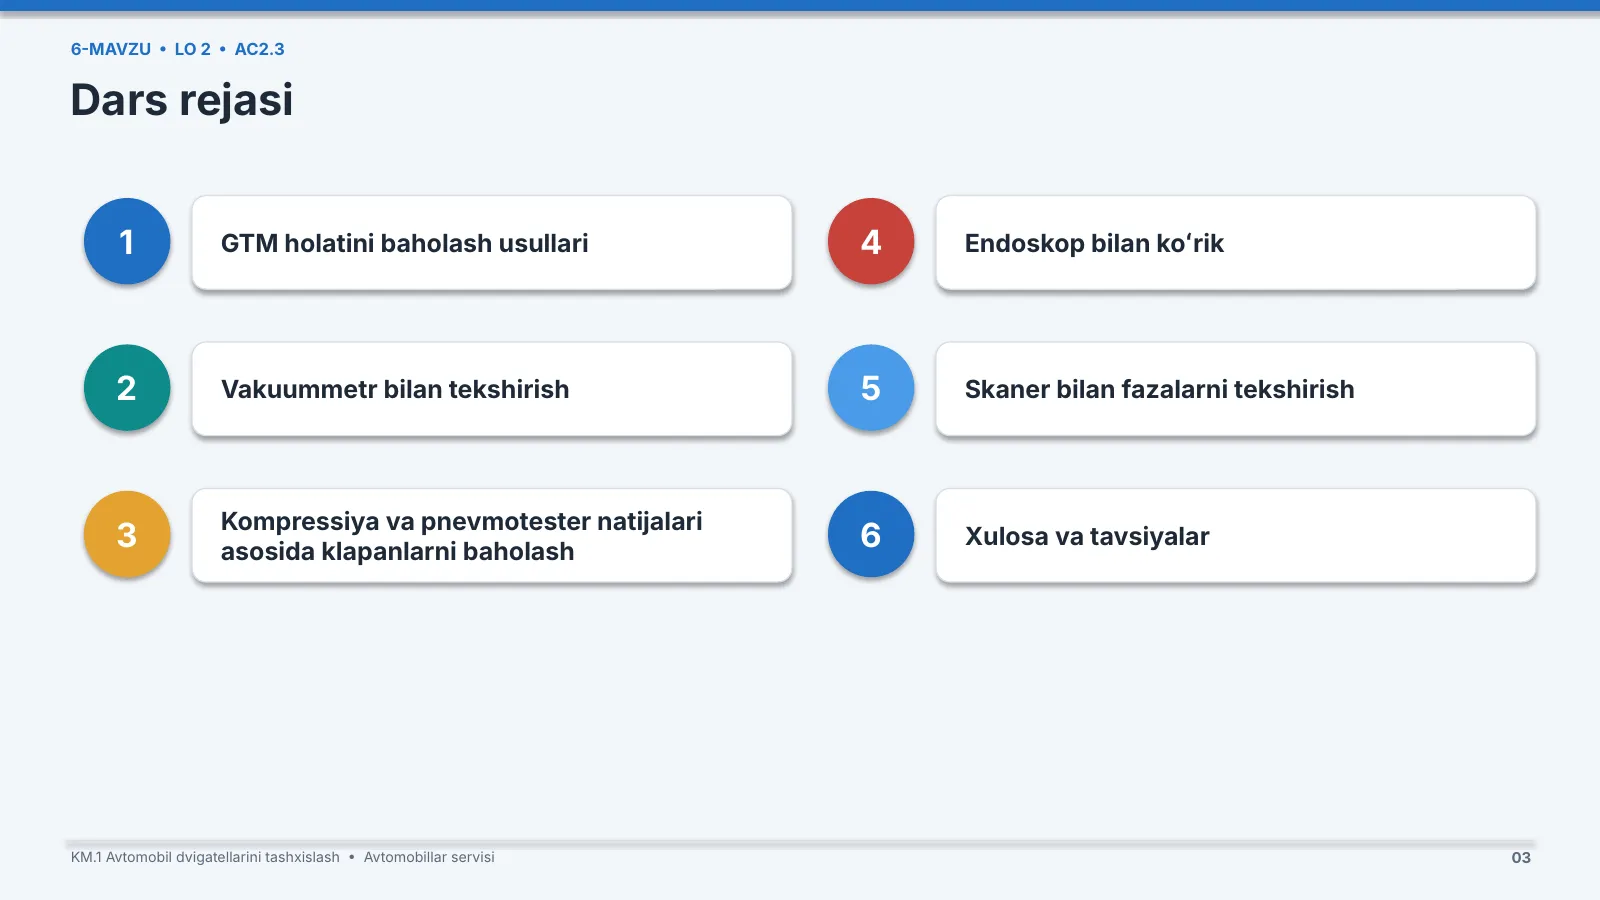 6-MAVZU • LO 2 • AC2.3
Dars rejasi
1
GTM holatini baholash usullari
2
Vakuummetr bilan tekshirish
3
Kompressiya va pnevmotester natijalari
asosida klapanlarni baholash
4
Endoskop bilan koʻrik
5
Skaner bilan fazalarni tekshirish
6
Xulosa va tavsiyalar
KM.1 Avtomobil dvigatellarini tashxislash • Avtomobillar servisi
03